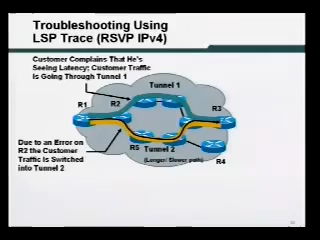 Troubleshooting Using
LSP Trace (RSVP IPv4)
Customer Complains That He's
Seeing Latency; Customer Traffic
Is Going Through Tunnel 1
Tunnel 1
R1
R2
R3
Due to an Error on
R2 the Customer
Traffic Is Switched
into Tunnel 2
R5
Tunnel 2
(Longer/ Slower path)
R4